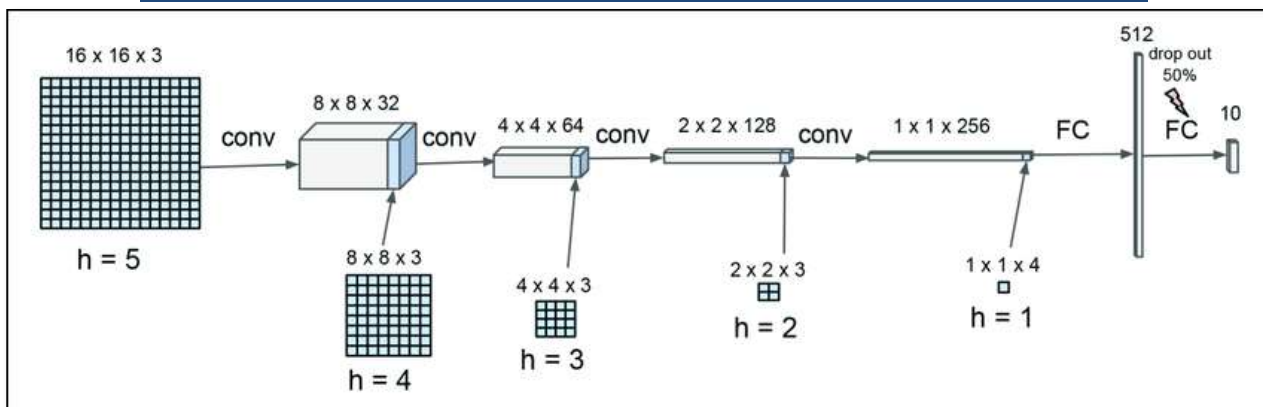 16 x 16 x 3
h = 5
conv
8 x 8 x 32
8 x 8 x 3
h = 4
conv
4 x 4 x 64
4 x 4 x 3
h = 3
conv
2 x 2 x 128
2 x 2 x 3
h = 2
conv
1 x 1 x 256
1 x 1 x 4
h = 1
FC
512
drop out
50%
FC
10